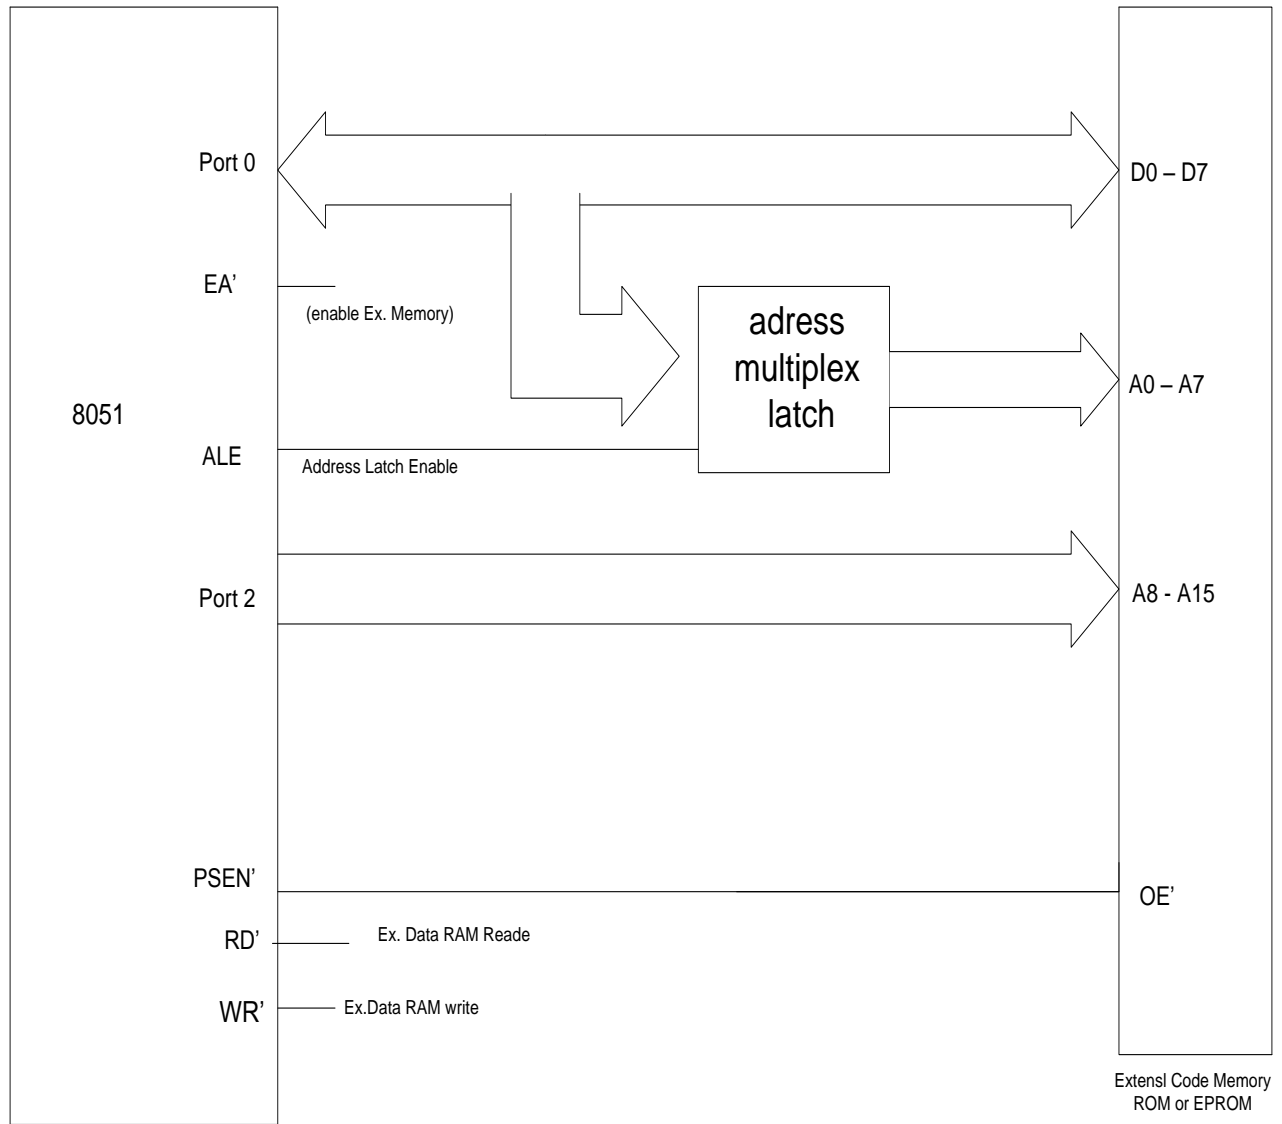 Port 0
D0 – D7
EA’
(enable Ex. Memory)
adress
multiplex
latch
A0 – A7
8051
ALE
Address Latch Enable
Port 2
A8 - A15
PSEN’
OE’
RD’
Ex. Data RAM Reade
WR’
Ex.Data RAM write
Extensl Code Memory
ROM or EPROM